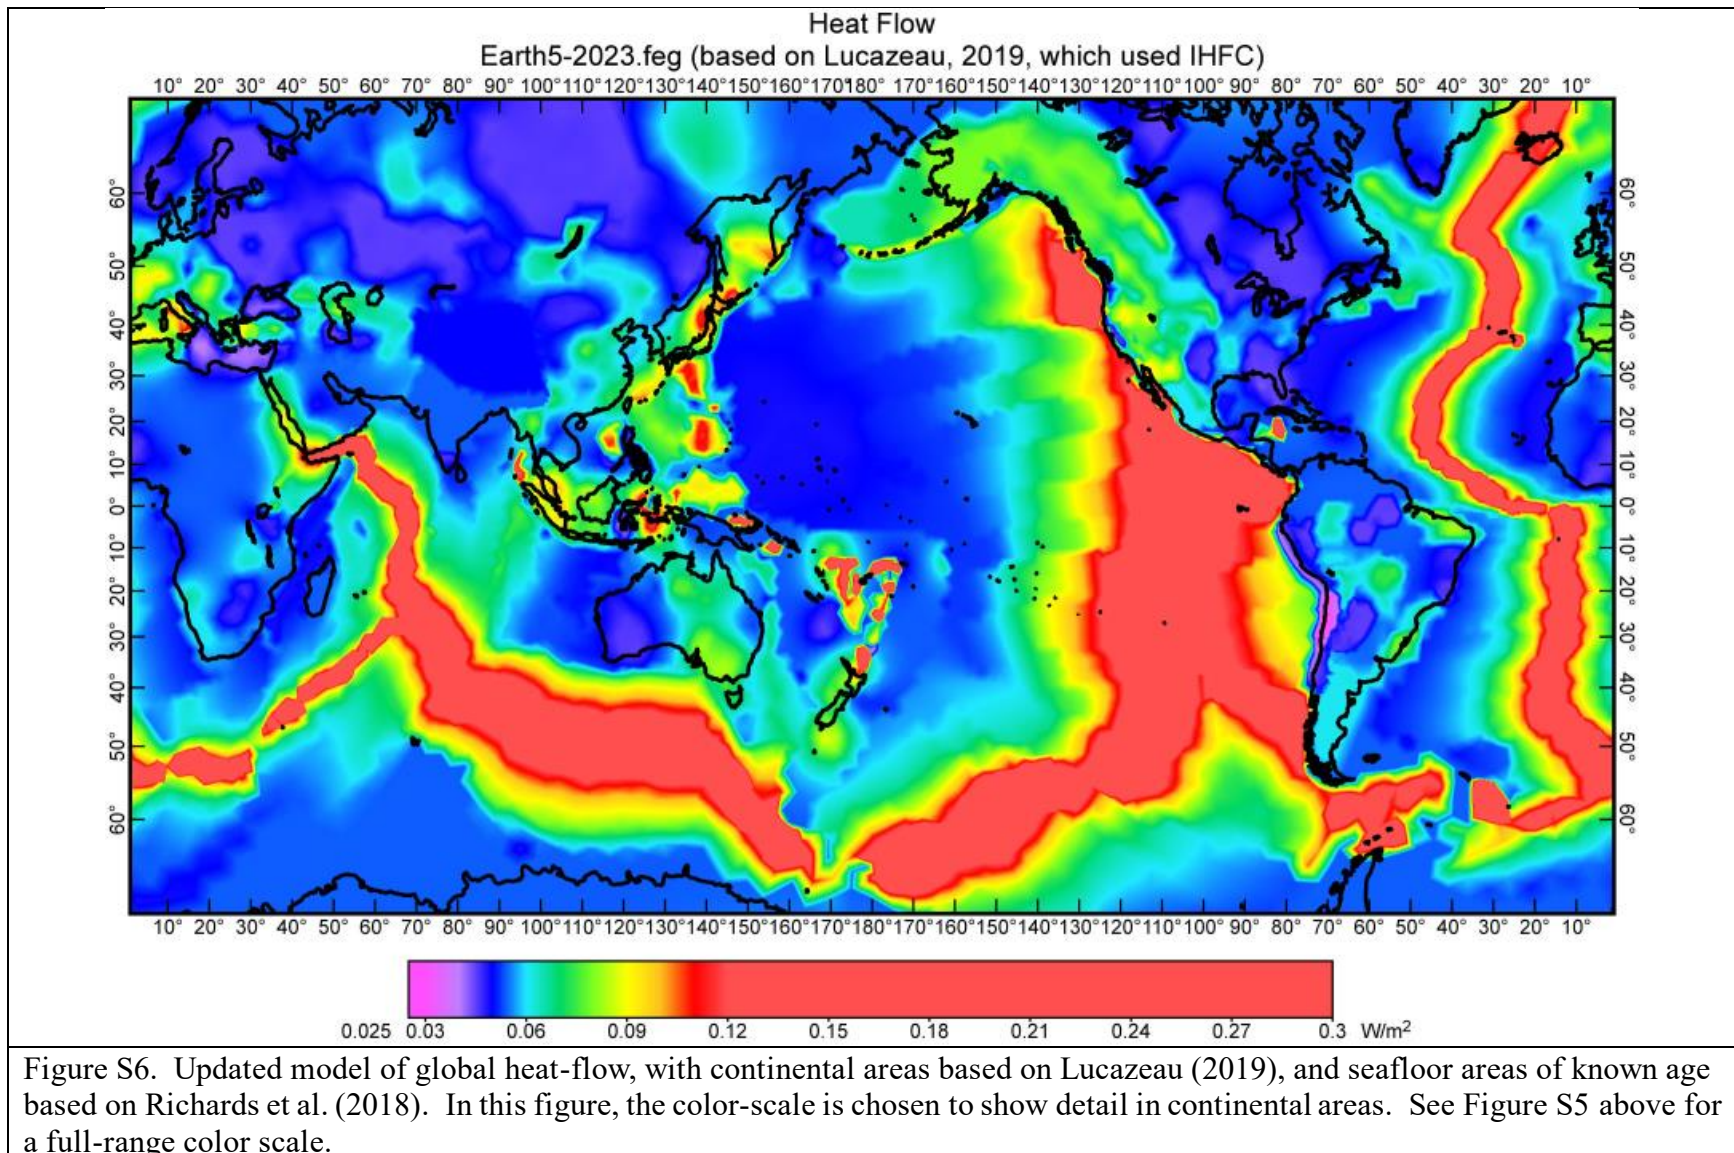 Heat Flow
Earth5-2023.feg (based on Lucazeau, 2019, which used IHFC)
10° 20° 30° 40° 50° 60° 70° 80° 90° 100° 110° 120° 130° 140° 150° 160° 170° 180° 170° 160° 150° 140° 130° 120° 110° 100° 90° 80° 70° 60° 50° 40° 30° 20° 10°
60° 60°
50° 50°
40° 40°
30° 30°
20° 20°
10° 10°
0° 0°
10° 10°
20° 20°
30° 30°
40° 40°
50° 50°
60° 60°
10° 20° 30° 40° 50° 60° 70° 80° 90° 100° 110° 120° 130° 140° 150° 160° 170° 180° 170° 160° 150° 140° 130° 120° 110° 100° 90° 80° 70° 60° 50° 40° 30° 20° 10°
0.025 0.03 0.06 0.09 0.12 0.15 0.18 0.21 0.24 0.27 0.3 W/m²
Figure S6. Updated model of global heat-flow, with continental areas based on Lucazeau (2019), and seafloor areas of known age
based on Richards et al. (2018). In this figure, the color-scale is chosen to show detail in continental areas. See Figure S5 above for
a full-range color scale.